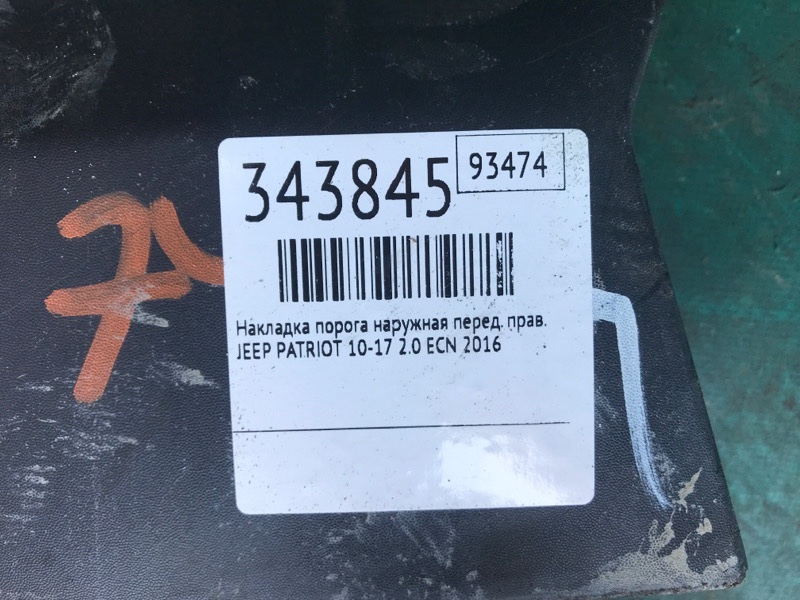 343845
93474
Накладка порога наружная перед. прав.
JEEP PATRIOT 10-17 2.0 ECN 2016